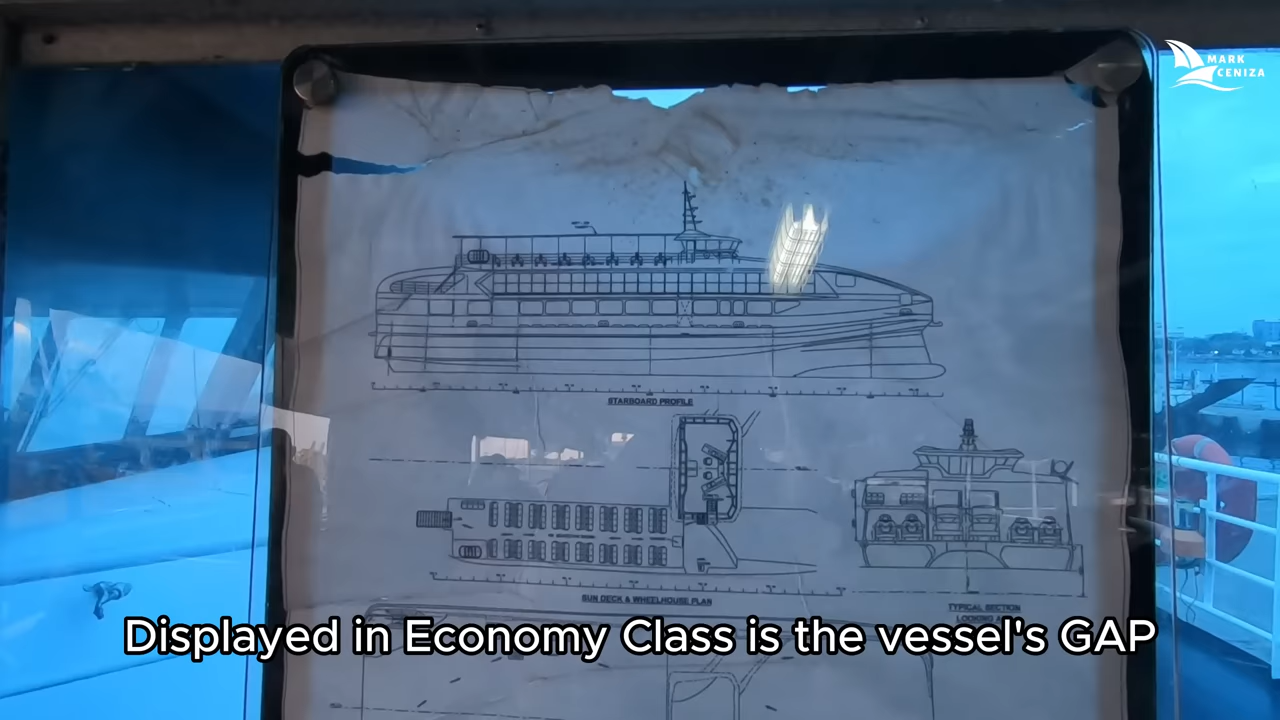 MARK
CENIZA
STARBOARD PROFILE
SUN DECK & WHEELHOUSE PLAN
TYPICAL SECTION
Displayed in Economy Class is the vessel's GAP